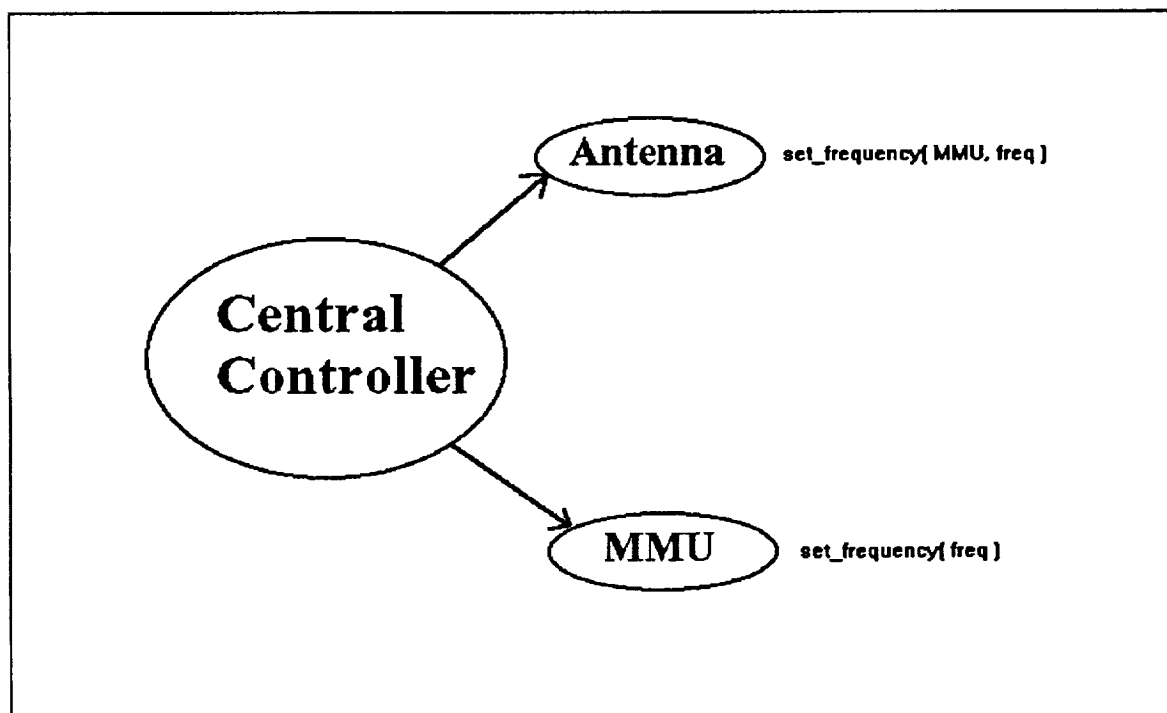 Antenna set_frequency( MMU, freq )
Central
Controller
MMU set_frequency( freq )